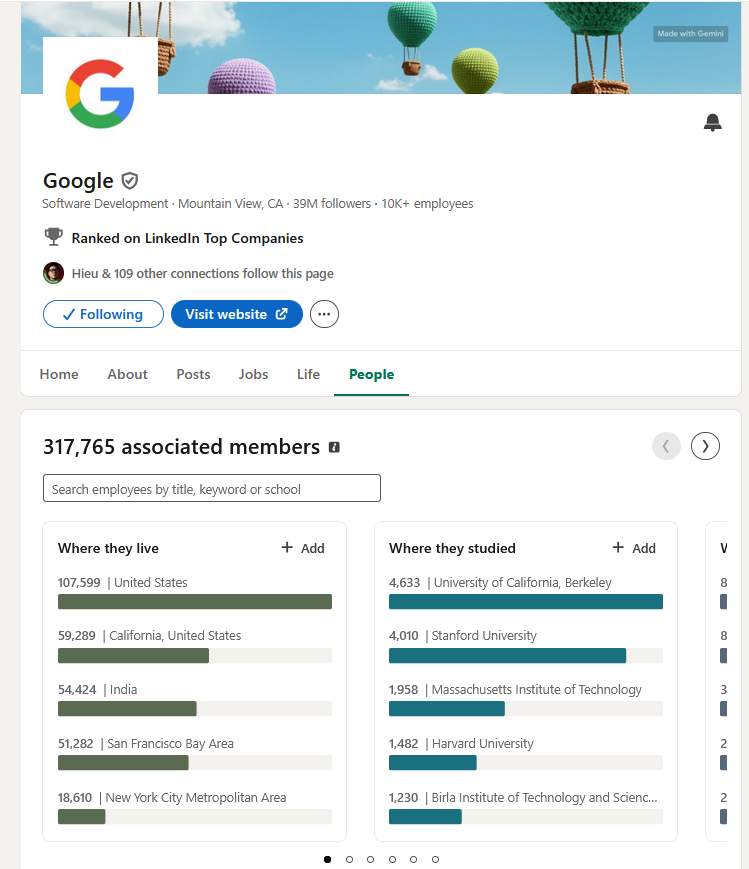 Made with Gemini
Google
Software Development · Mountain View, CA · 39M followers · 10K+ employees
Ranked on LinkedIn Top Companies
Hieu & 109 other connections follow this page
Following
Visit website
Home About Posts Jobs Life People
317,765 associated members
Search employees by title, keyword or school
Where they live
+ Add
107,599 | United States
59,289 | California, United States
54,424 | India
51,282 | San Francisco Bay Area
18,610 | New York City Metropolitan Area
Where they studied
+ Add
4,633 | University of California, Berkeley
4,010 | Stanford University
1,958 | Massachusetts Institute of Technology
1,482 | Harvard University
1,230 | Birla Institute of Technology and Scienc...